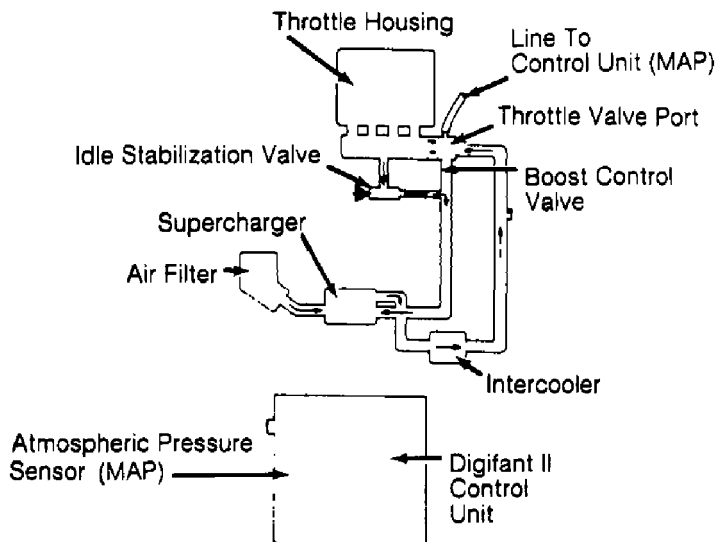 Throttle Housing
Line To
Control Unit (MAP)
Throttle Valve Port
Idle Stabilization Valve
Boost Control
Valve
Supercharger
Air Filter
Intercooler
Atmospheric Pressure
Sensor (MAP)
Digifant II
Control
Unit